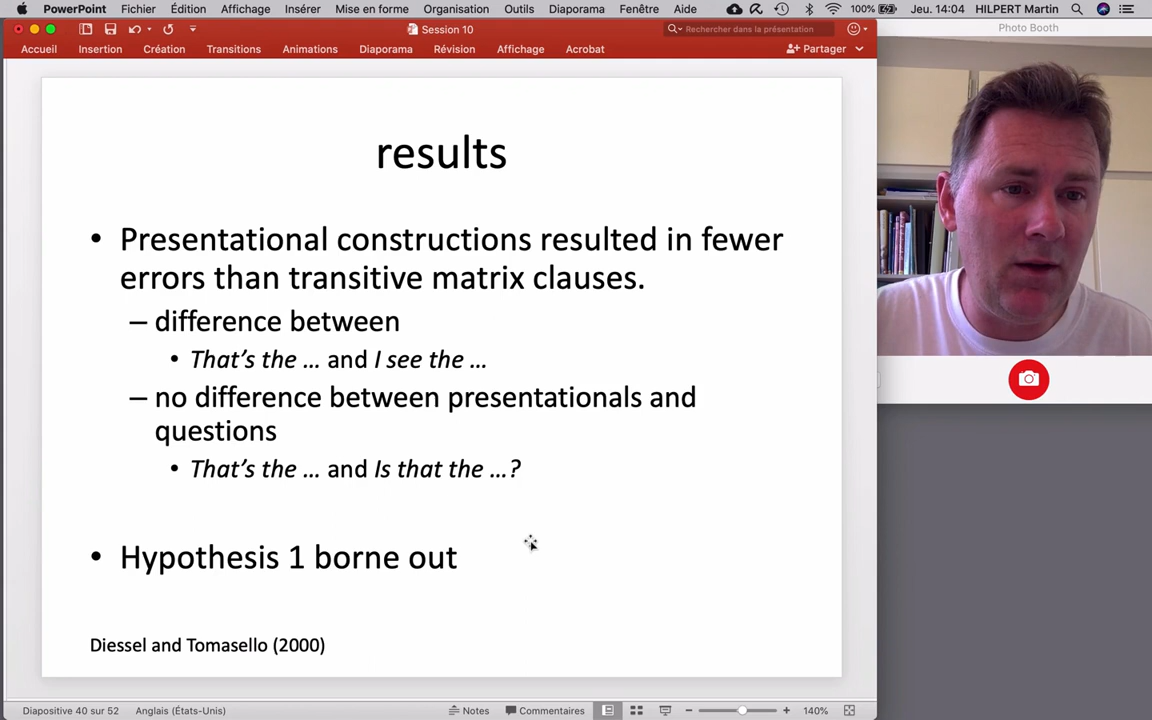 PowerPoint Fichier Édition Affichage Insérer Mise en forme Organisation Outils Diaporama Fenêtre Aide 100% Jeu. 14:04 HILPERT Martin
Session 10
Rechercher dans la présentation
Photo Booth
Accueil Insertion Création Transitions Animations Diaporama Révision Affichage Acrobat Partager
results
• Presentational constructions resulted in fewer
errors than transitive matrix clauses.
– difference between
• That’s the … and I see the …
– no difference between presentationals and
questions
• That’s the … and Is that the …?
• Hypothesis 1 borne out
Diessel and Tomasello (2000)
Diapositive 40 sur 52 Anglais (États-Unis) Notes Commentaires 140%